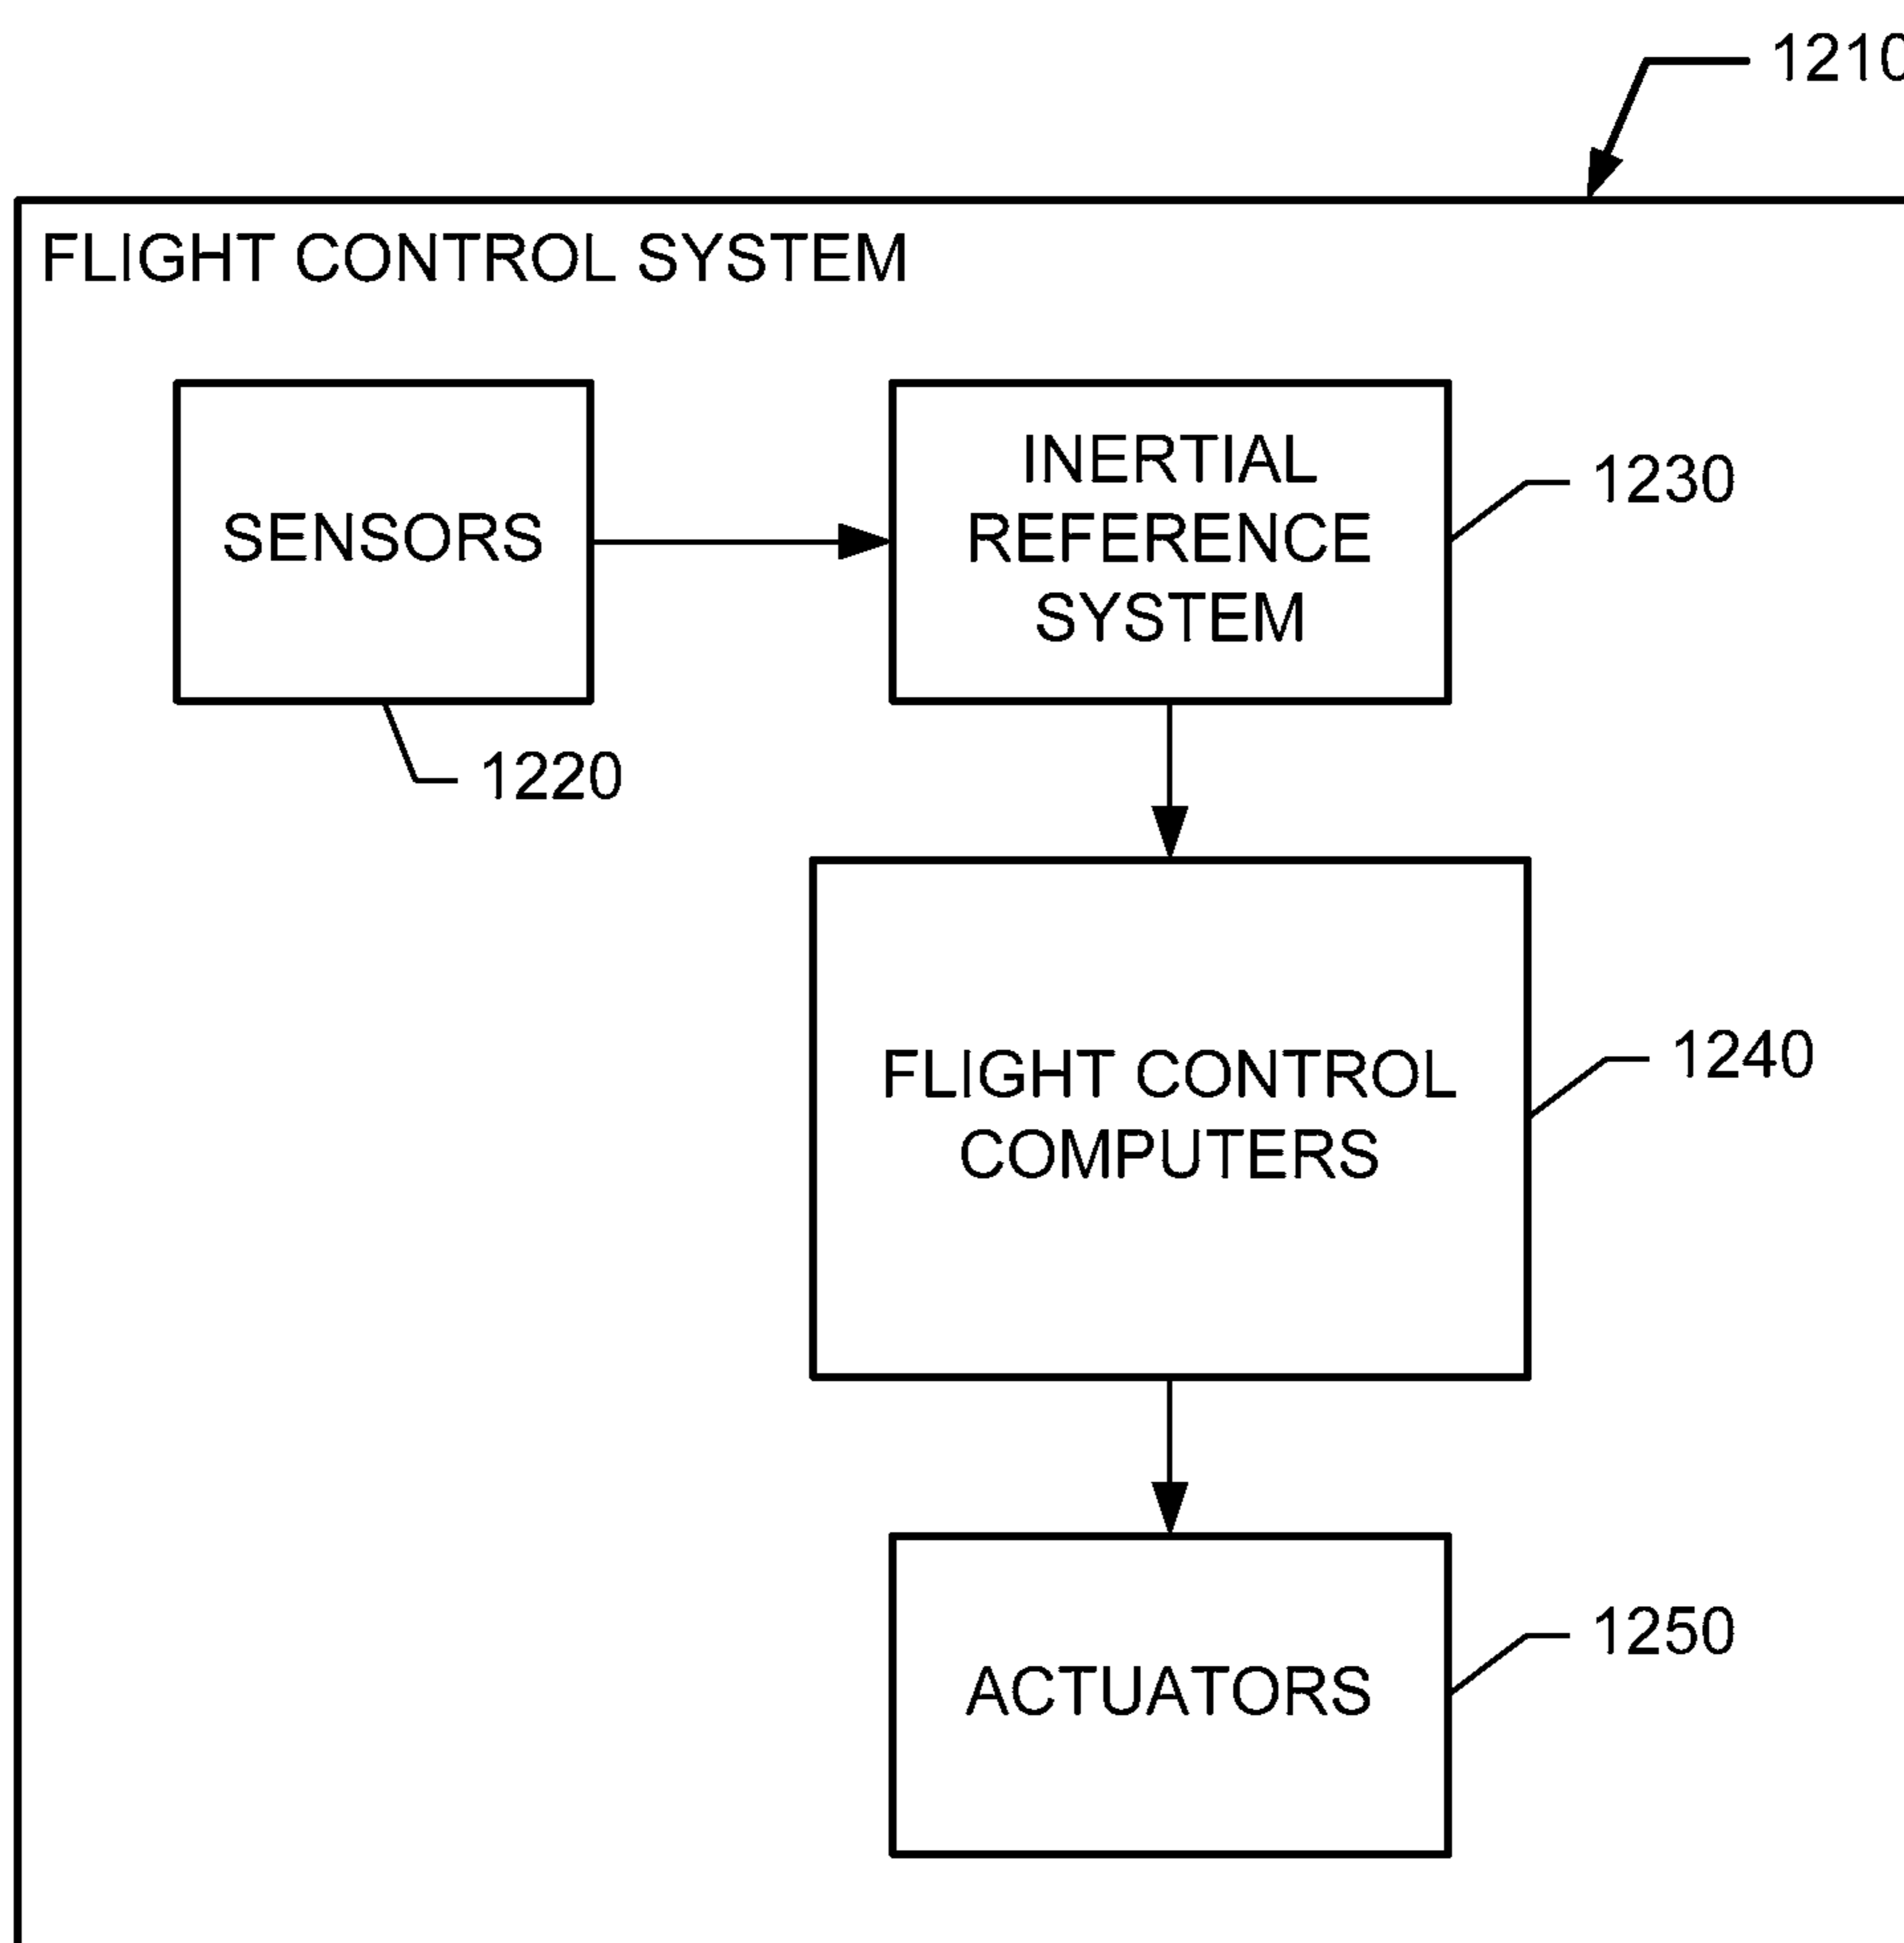 1210
FLIGHT CONTROL SYSTEM
SENSORS
INERTIAL
REFERENCE
SYSTEM
1230
1220
FLIGHT CONTROL
COMPUTERS
1240
ACTUATORS
1250